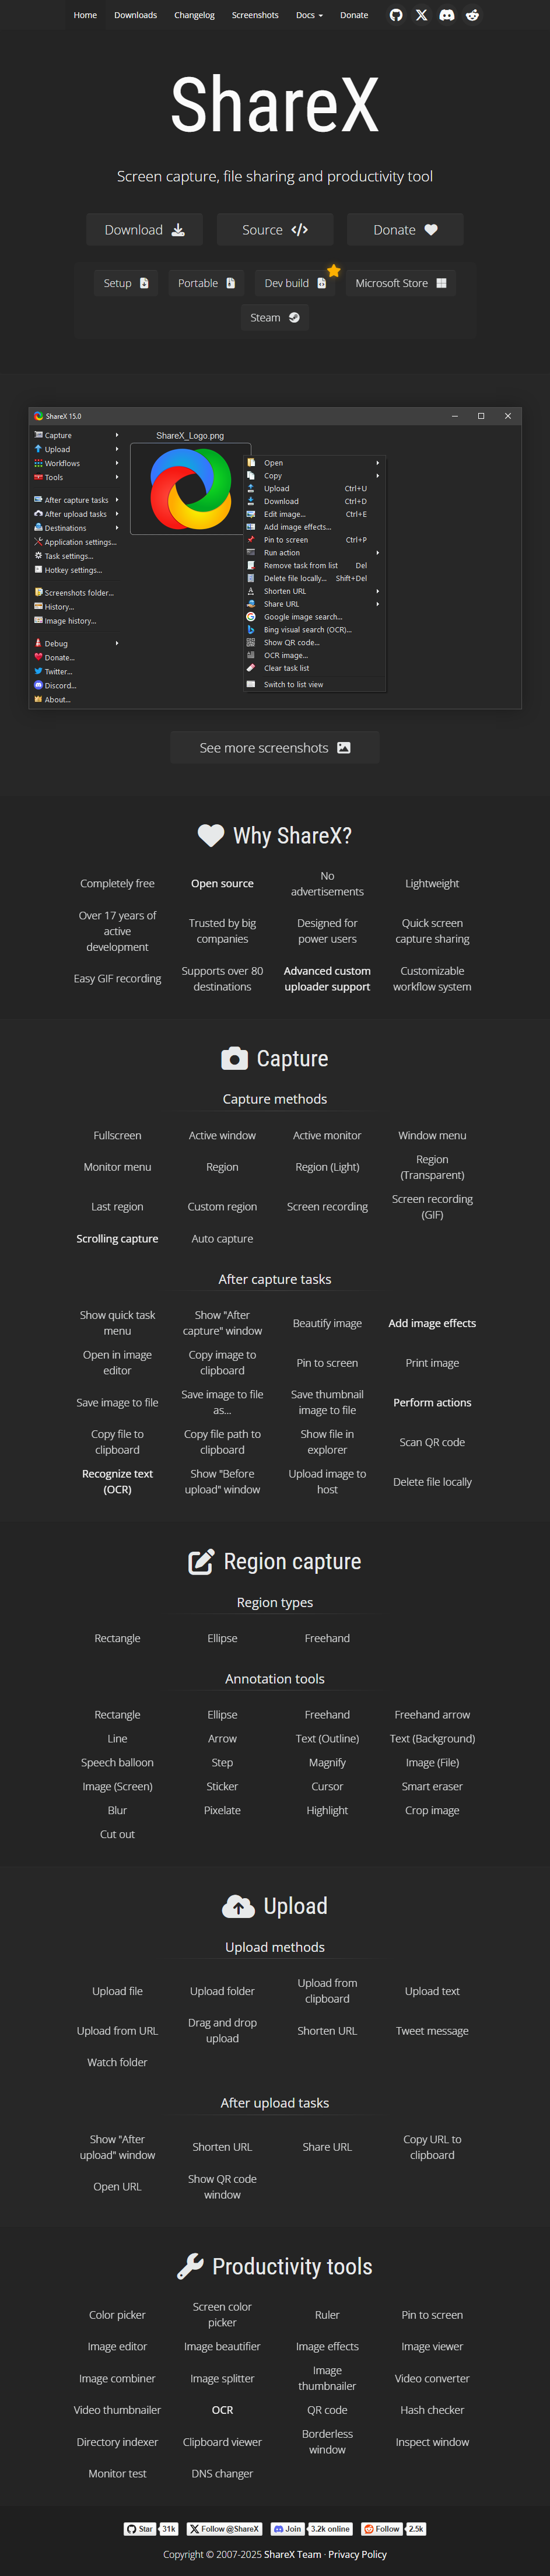 Home Downloads Changelog Screenshots Docs Donate
ShareX
Screen capture, file sharing and productivity tool
Download Source Donate
Setup Portable Dev build Microsoft Store
Steam
ShareX 15.0
Capture
Upload
Workflows
Tools
After capture tasks
After upload tasks
Destinations
Application settings...
Task settings...
Hotkey settings...
Screenshots folder...
History...
Image history...
Debug
Donate...
Twitter...
Discord...
About...
ShareX_Logo.png
Open
Copy
Upload Ctrl+U
Download Ctrl+D
Edit image... Ctrl+E
Add image effects...
Pin to screen Ctrl+P
Run action
Remove task from list Del
Delete file locally... Shift+Del
Shorten URL
Share URL
Google image search...
Bing visual search (OCR)...
Show QR code...
OCR image...
Clear task list
Switch to list view
See more screenshots
Why ShareX?
Completely free
Open source
No
advertisements
Lightweight
Over 17 years of
active
development
Trusted by big
companies
Designed for
power users
Quick screen
capture sharing
Easy GIF recording
Supports over 80
destinations
Advanced custom
uploader support
Customizable
workflow system
Capture
Capture methods
Fullscreen
Active window
Active monitor
Window menu
Monitor menu
Region
Region (Light)
Region
(Transparent)
Last region
Custom region
Screen recording
Screen recording
(GIF)
Scrolling capture
Auto capture
After capture tasks
Show quick task
menu
Show "After
capture" window
Beautify image
Add image effects
Open in image
editor
Copy image to
clipboard
Pin to screen
Print image
Save image to file
Save image to file
as...
Save thumbnail
image to file
Perform actions
Copy file to
clipboard
Copy file path to
clipboard
Show file in
explorer
Scan QR code
Recognize text
(OCR)
Show "Before
upload" window
Upload image to
host
Delete file locally
Region capture
Region types
Rectangle Ellipse Freehand
Annotation tools
Rectangle Ellipse Freehand Freehand arrow
Line Arrow Text (Outline) Text (Background)
Speech balloon Step Magnify Image (File)
Image (Screen) Sticker Cursor Smart eraser
Blur Pixelate Highlight Crop image
Cut out
Upload
Upload methods
Upload file
Upload folder
Upload from
clipboard
Upload text
Upload from URL
Drag and drop
upload
Shorten URL
Tweet message
Watch folder
After upload tasks
Show "After
upload" window
Shorten URL
Share URL
Copy URL to
clipboard
Open URL
Show QR code
window
Productivity tools
Color picker
Screen color
picker
Ruler
Pin to screen
Image editor
Image beautifier
Image effects
Image viewer
Image combiner
Image splitter
Image
thumbnailer
Video converter
Video thumbnailer
OCR
QR code
Hash checker
Directory indexer
Clipboard viewer
Borderless
window
Inspect window
Monitor test
DNS changer
Star 31k Follow @ShareX Join 3.2k online Follow 2.5k
Copyright © 2007-2025 ShareX Team · Privacy Policy